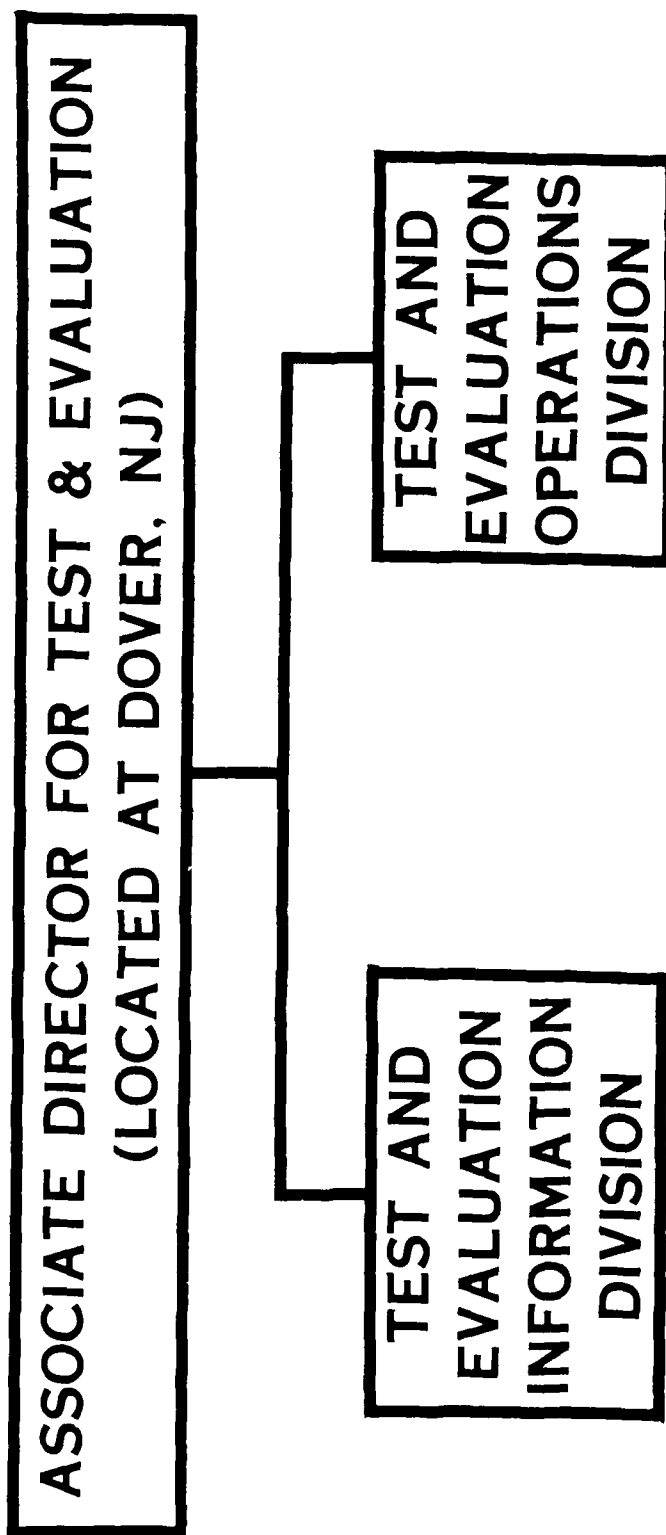 ASSOCIATE DIRECTOR FOR TEST & EVALUATION
(LOCATED AT DOVER, NJ)
TEST AND
EVALUATION
INFORMATION
DIVISION
TEST AND
EVALUATION
OPERATIONS
DIVISION